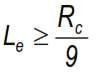 Lₑ ≥ R꜀ / 9